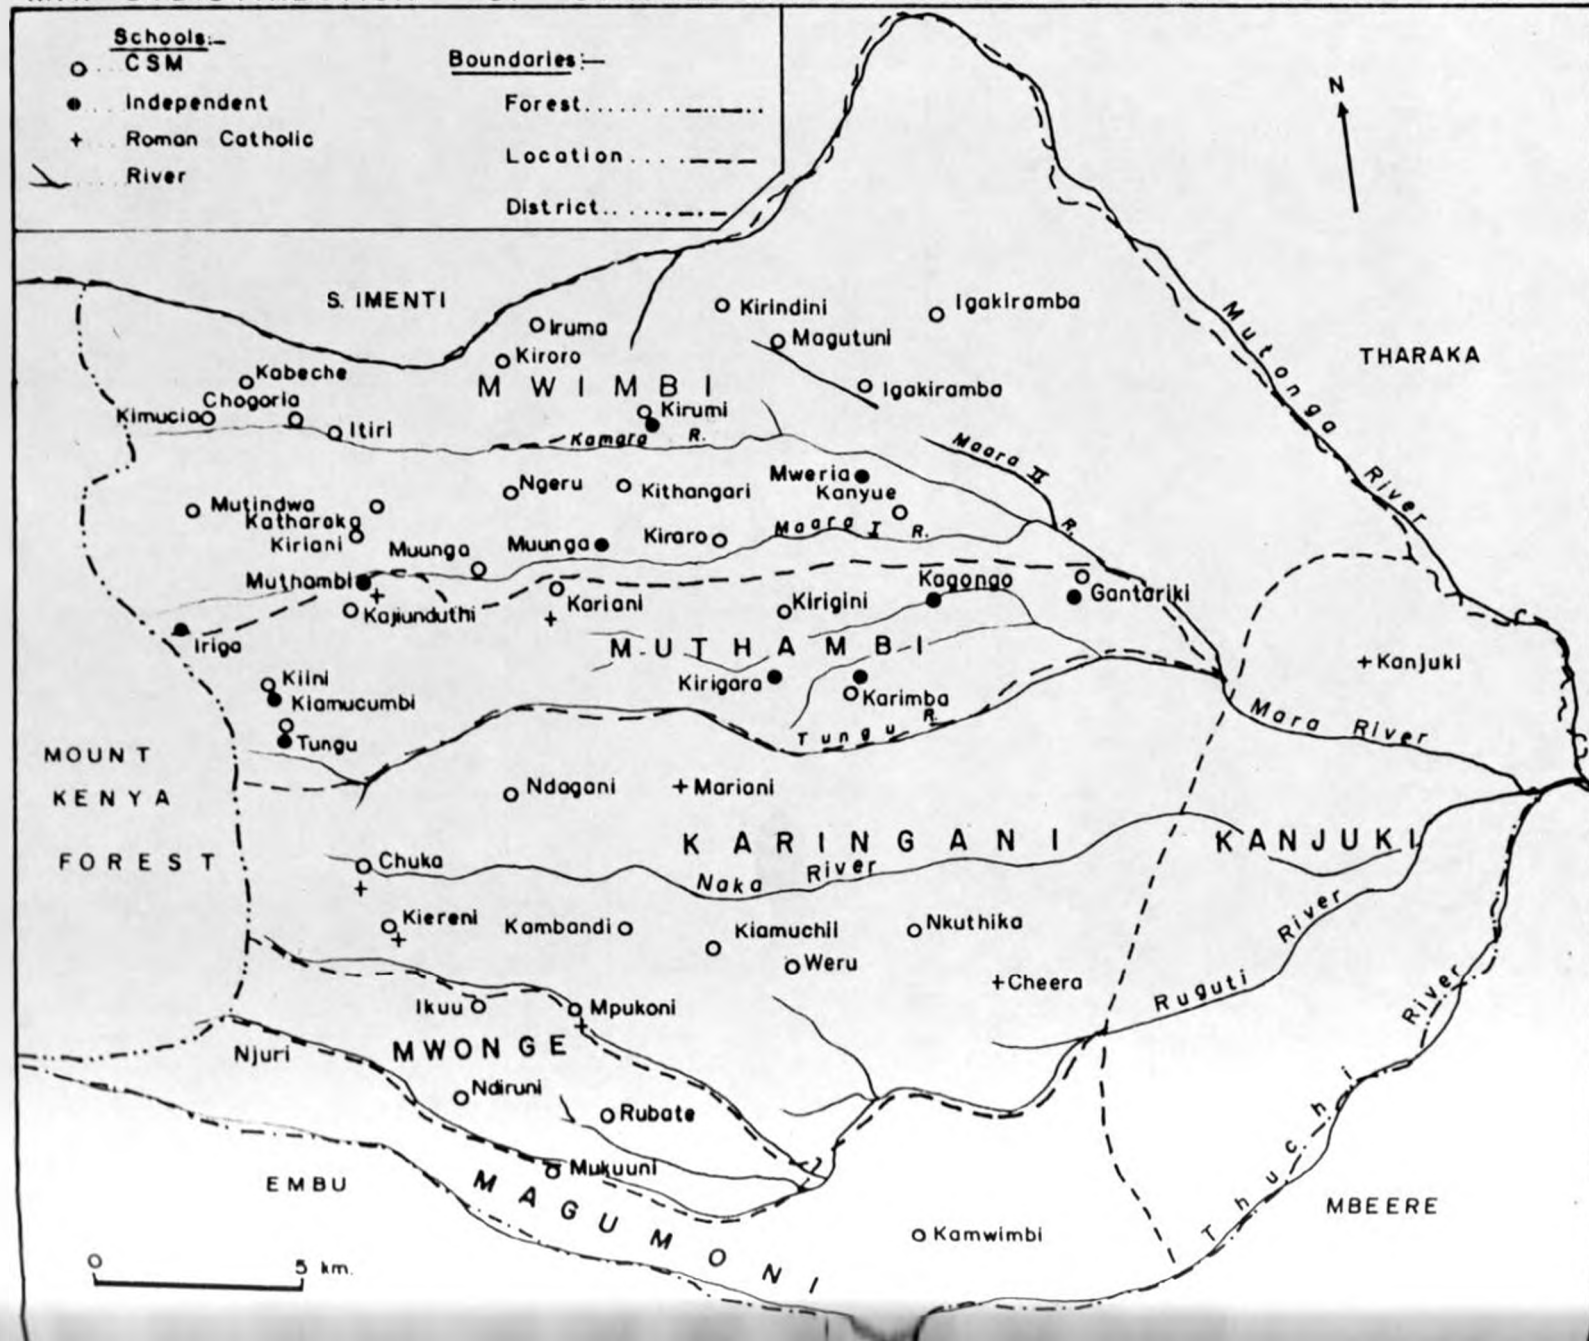 Schools:—
CSM
Independent
Roman Catholic
River
Boundaries:—
Forest
Location
District
N
S. IMENTI
Iruma
Kiroro
Kirindini
Magutuni
Igakiramba
Igakiramba
THARAKA
Mutonga River
Kabeche
Chogoria
Kimucia
Itiri
MWIMBI
Kirumi
Kamara R.
Maara II R.
Mutindwa
Katharaka
Kiriani
Ngeru
Kithangari
Mweria
Kanyue
Muunga
Muunga
Kiraro
Maara I R.
Muthambi
Kajiunduthi
Kariani
Kirigini
Kagongo
Gantariki
Iriga
MUTHAMBI
Kanjuki
Kiini
Kiamucumbi
Kirigara
Karimba
Tungu
Tungu R.
Mara River
MOUNT
KENYA
FOREST
Ndagani
Mariani
KARINGANI
KANJUKI
Chuka
Naka River
Kiereni
Kambandi
Kiamuchii
Nkuthika
Weru
Cheera
Ruguti River
Ikuu
Mpukoni
Njuri
MWONGE
Ndiruni
Rubate
Thuchi River
Mukuuni
EMBU
MAGUMONI
MBEERE
Kamwimbi
0 5 km.